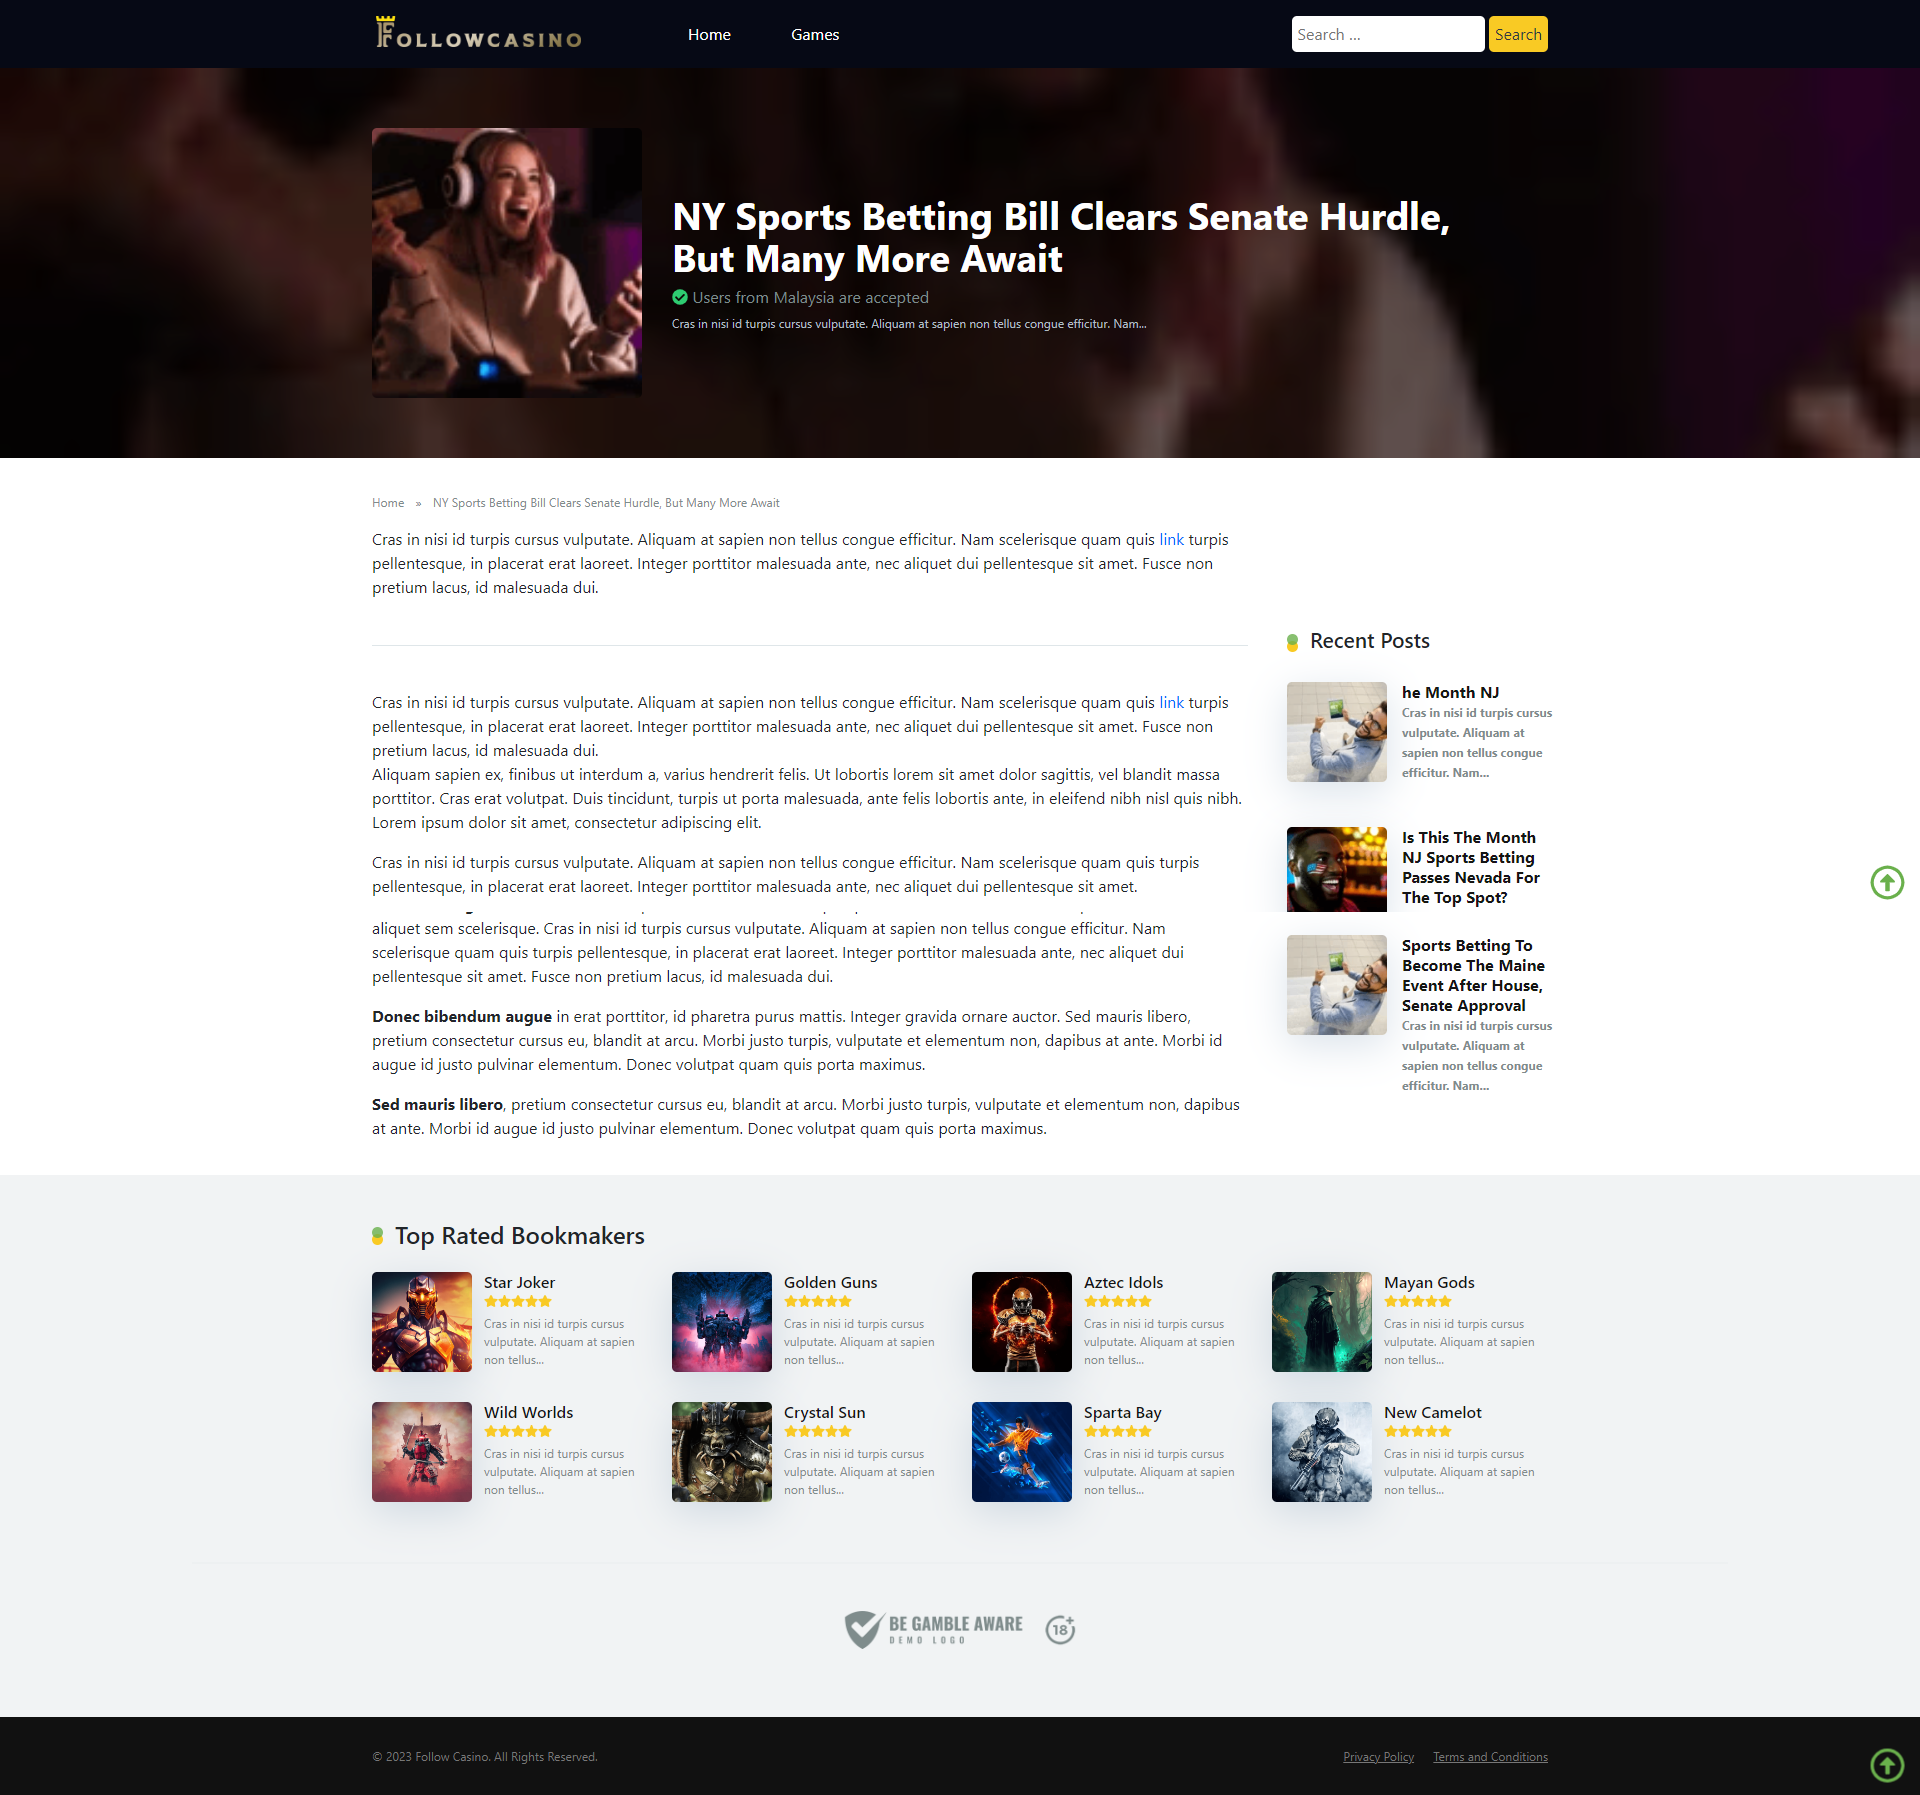 FOLLOWCASINO
Home
Games
Search ...
Search
NY Sports Betting Bill Clears Senate Hurdle,
But Many More Await
Users from Malaysia are accepted
Cras in nisi id turpis cursus vulputate. Aliquam at sapien non tellus congue efficitur. Nam...
Home » NY Sports Betting Bill Clears Senate Hurdle, But Many More Await
Cras in nisi id turpis cursus vulputate. Aliquam at sapien non tellus congue efficitur. Nam scelerisque quam quis link turpis
pellentesque, in placerat erat laoreet. Integer porttitor malesuada ante, nec aliquet dui pellentesque sit amet. Fusce non
pretium lacus, id malesuada dui.
Cras in nisi id turpis cursus vulputate. Aliquam at sapien non tellus congue efficitur. Nam scelerisque quam quis link turpis
pellentesque, in placerat erat laoreet. Integer porttitor malesuada ante, nec aliquet dui pellentesque sit amet. Fusce non
pretium lacus, id malesuada dui.
Aliquam sapien ex, finibus ut interdum a, varius hendrerit felis. Ut lobortis lorem sit amet dolor sagittis, vel blandit massa
porttitor. Cras erat volutpat. Duis tincidunt, turpis ut porta malesuada, ante felis lobortis ante, in eleifend nibh nisl quis nibh.
Lorem ipsum dolor sit amet, consectetur adipiscing elit.
Cras in nisi id turpis cursus vulputate. Aliquam at sapien non tellus congue efficitur. Nam scelerisque quam quis turpis
pellentesque, in placerat erat laoreet. Integer porttitor malesuada ante, nec aliquet dui pellentesque sit amet.
aliquet sem scelerisque. Cras in nisi id turpis cursus vulputate. Aliquam at sapien non tellus congue efficitur. Nam
scelerisque quam quis turpis pellentesque, in placerat erat laoreet. Integer porttitor malesuada ante, nec aliquet dui
pellentesque sit amet. Fusce non pretium lacus, id malesuada dui.
Donec bibendum augue in erat porttitor, id pharetra purus mattis. Integer gravida ornare auctor. Sed mauris libero,
pretium consectetur cursus eu, blandit at arcu. Morbi justo turpis, vulputate et elementum non, dapibus at ante. Morbi id
augue id justo pulvinar elementum. Donec volutpat quam quis porta maximus.
Sed mauris libero, pretium consectetur cursus eu, blandit at arcu. Morbi justo turpis, vulputate et elementum non, dapibus
at ante. Morbi id augue id justo pulvinar elementum. Donec volutpat quam quis porta maximus.
Recent Posts
he Month NJ
Cras in nisi id turpis cursus
vulputate. Aliquam at
sapien non tellus congue
efficitur. Nam...
Is This The Month
NJ Sports Betting
Passes Nevada For
The Top Spot?
Sports Betting To
Become The Maine
Event After House,
Senate Approval
Cras in nisi id turpis cursus
vulputate. Aliquam at
sapien non tellus congue
efficitur. Nam...
Top Rated Bookmakers
Star Joker
Cras in nisi id turpis cursus
vulputate. Aliquam at sapien
non tellus...
Golden Guns
Cras in nisi id turpis cursus
vulputate. Aliquam at sapien
non tellus...
Aztec Idols
Cras in nisi id turpis cursus
vulputate. Aliquam at sapien
non tellus...
Mayan Gods
Cras in nisi id turpis cursus
vulputate. Aliquam at sapien
non tellus...
Wild Worlds
Cras in nisi id turpis cursus
vulputate. Aliquam at sapien
non tellus...
Crystal Sun
Cras in nisi id turpis cursus
vulputate. Aliquam at sapien
non tellus...
Sparta Bay
Cras in nisi id turpis cursus
vulputate. Aliquam at sapien
non tellus...
New Camelot
Cras in nisi id turpis cursus
vulputate. Aliquam at sapien
non tellus...
BE GAMBLE AWARE
DEMO LOGO
18+
© 2023 Follow Casino. All Rights Reserved.
Privacy Policy
Terms and Conditions